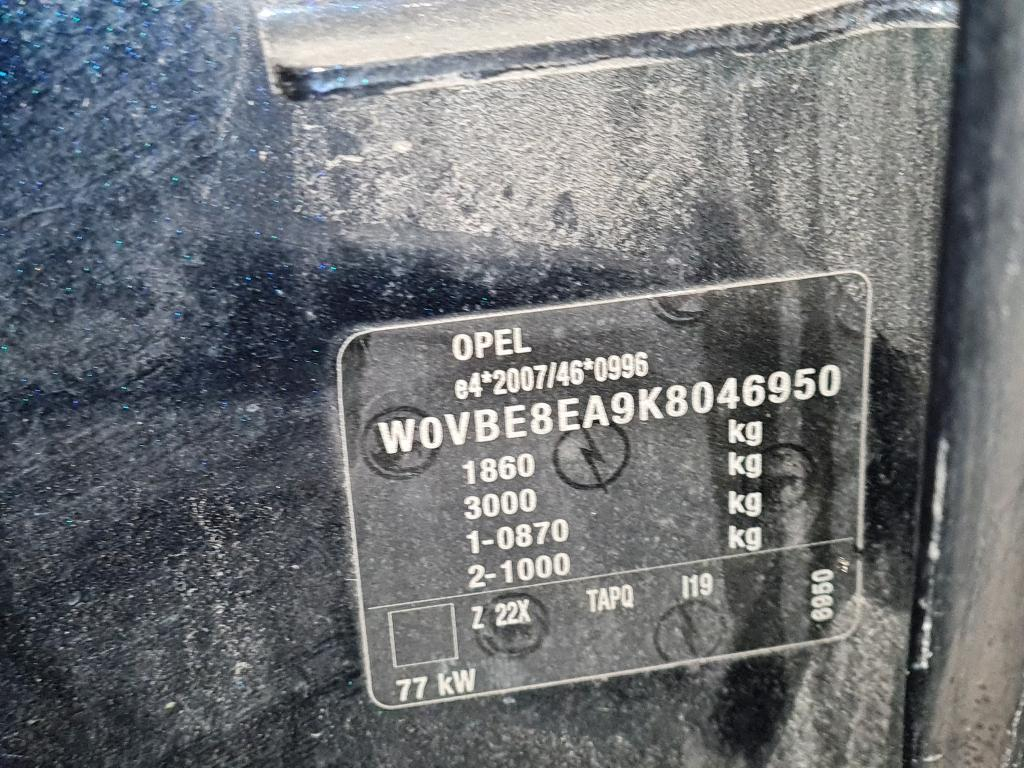 OPEL
e4*2007/46*0996
W0VBE8EA9K8046950
1860 kg
3000 kg
1-0870 kg
2-1000 kg
Z 22X TAPQ I19
6950
77 kW